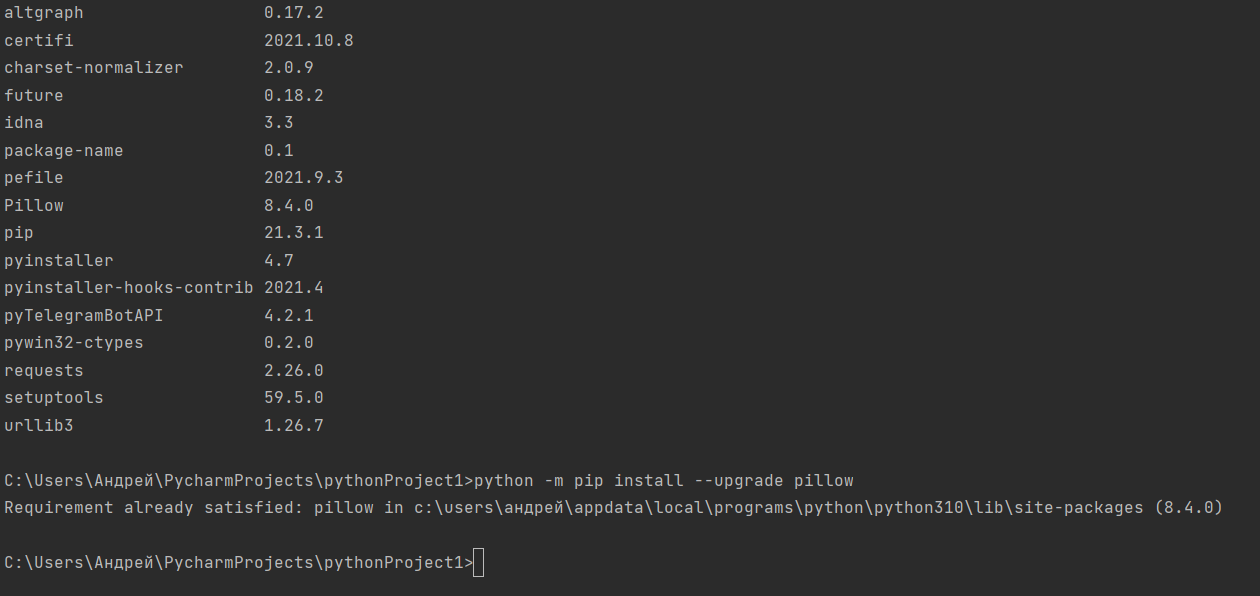 altgraph 0.17.2
certifi 2021.10.8
charset-normalizer 2.0.9
future 0.18.2
idna 3.3
package-name 0.1
pefile 2021.9.3
Pillow 8.4.0
pip 21.3.1
pyinstaller 4.7
pyinstaller-hooks-contrib 2021.4
pyTelegramBotAPI 4.2.1
pywin32-ctypes 0.2.0
requests 2.26.0
setuptools 59.5.0
urllib3 1.26.7
C:\Users\Андрей\PycharmProjects\pythonProject1>python -m pip install --upgrade pillow
Requirement already satisfied: pillow in c:\users\андрей\appdata\local\programs\python\python310\lib\site-packages (8.4.0)
C:\Users\Андрей\PycharmProjects\pythonProject1>